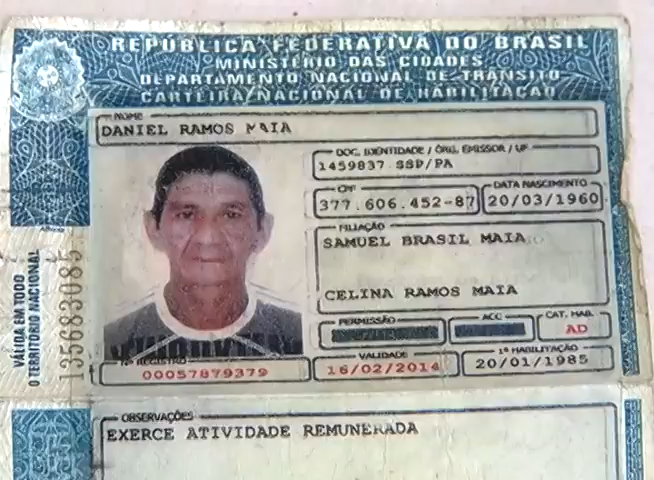 REPÚBLICA FEDERATIVA DO BRASIL
MINISTÉRIO DAS CIDADES
DEPARTAMENTO NACIONAL DE TRÂNSITO
CARTEIRA NACIONAL DE HABILITAÇÃO
NOME
DANIEL RAMOS MAIA
DOC. IDENTIDADE / ÓRG. EMISSOR / UF
1459837 SSP/PA
CPF
377.606.452-87
DATA NASCIMENTO
20/03/1960
FILIAÇÃO
SAMUEL BRASIL MAIA
CELINA RAMOS MAIA
PERMISSÃO
ACC
CAT. HAB.
AD
Nº REGISTRO
00057879379
VALIDADE
16/02/2014
1ª HABILITAÇÃO
20/01/1985
VÁLIDA EM TODO
O TERRITÓRIO NACIONAL
135683085
OBSERVAÇÕES
EXERCE ATIVIDADE REMUNERADA